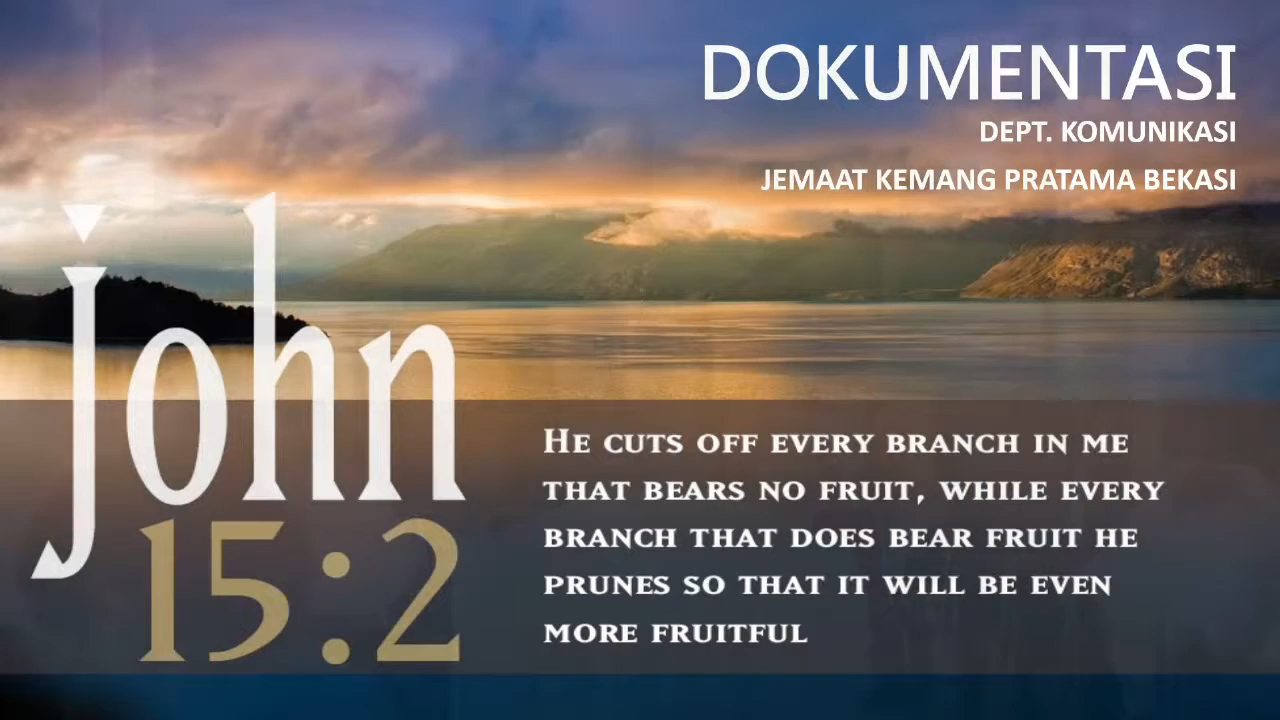 DOKUMENTASI
DEPT. KOMUNIKASI
JEMAAT KEMANG PRATAMA BEKASI
john
15:2
HE CUTS OFF EVERY BRANCH IN ME
THAT BEARS NO FRUIT, WHILE EVERY
BRANCH THAT DOES BEAR FRUIT HE
PRUNES SO THAT IT WILL BE EVEN
MORE FRUITFUL